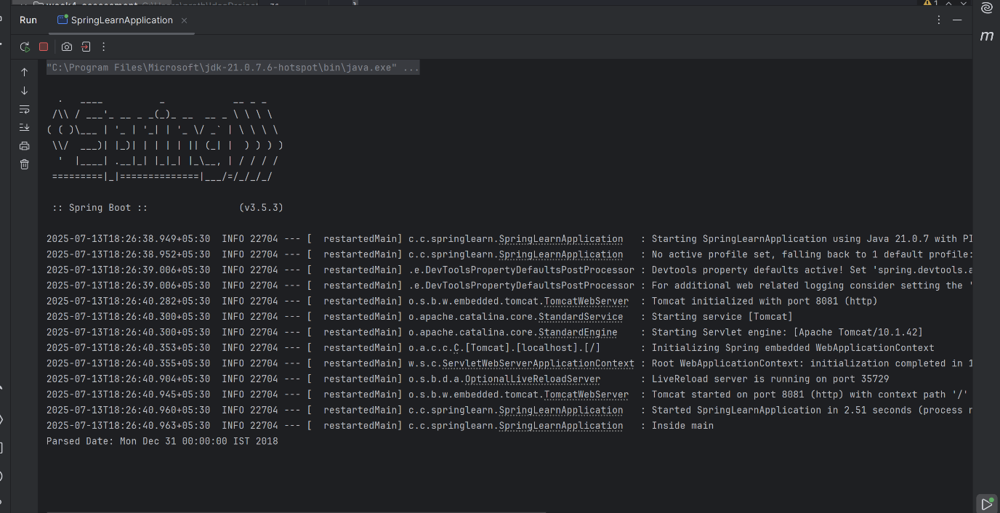 Run SpringLearnApplication
"C:\Program Files\Microsoft\jdk-21.0.7.6-hotspot\bin\java.exe" ...
  .   ____          _            __ _ _
 /\\ / ___'_ __ _ _(_)_ __  __ _ \ \ \ \
( ( )\___ | '_ | '_| | '_ \/ _` | \ \ \ \
 \\/  ___)| |_)| | | | | || (_| |  ) ) ) )
  '  |____| .__|_| |_|_| |_\__, | / / / /
 =========|_|==============|___/=/_/_/_/
 :: Spring Boot ::                (v3.5.3)
2025-07-13T18:26:38.949+05:30  INFO 22704 --- [  restartedMain] c.c.springlearn.SpringLearnApplication   : Starting SpringLearnApplication using Java 21.0.7 with PI
2025-07-13T18:26:38.952+05:30  INFO 22704 --- [  restartedMain] c.c.springlearn.SpringLearnApplication   : No active profile set, falling back to 1 default profile:
2025-07-13T18:26:39.006+05:30  INFO 22704 --- [  restartedMain] .e.DevToolsPropertyDefaultsPostProcessor : Devtools property defaults active! Set 'spring.devtools.a
2025-07-13T18:26:39.006+05:30  INFO 22704 --- [  restartedMain] .e.DevToolsPropertyDefaultsPostProcessor : For additional web related logging consider setting the '
2025-07-13T18:26:40.282+05:30  INFO 22704 --- [  restartedMain] o.s.b.w.embedded.tomcat.TomcatWebServer  : Tomcat initialized with port 8081 (http)
2025-07-13T18:26:40.300+05:30  INFO 22704 --- [  restartedMain] o.apache.catalina.core.StandardService   : Starting service [Tomcat]
2025-07-13T18:26:40.300+05:30  INFO 22704 --- [  restartedMain] o.apache.catalina.core.StandardEngine    : Starting Servlet engine: [Apache Tomcat/10.1.42]
2025-07-13T18:26:40.353+05:30  INFO 22704 --- [  restartedMain] o.a.c.c.C.[Tomcat].[localhost].[/]       : Initializing Spring embedded WebApplicationContext
2025-07-13T18:26:40.355+05:30  INFO 22704 --- [  restartedMain] w.s.c.ServletWebServerApplicationContext : Root WebApplicationContext: initialization completed in 1
2025-07-13T18:26:40.904+05:30  INFO 22704 --- [  restartedMain] o.s.b.d.a.OptionalLiveReloadServer       : LiveReload server is running on port 35729
2025-07-13T18:26:40.945+05:30  INFO 22704 --- [  restartedMain] o.s.b.w.embedded.tomcat.TomcatWebServer  : Tomcat started on port 8081 (http) with context path '/'
2025-07-13T18:26:40.960+05:30  INFO 22704 --- [  restartedMain] c.c.springlearn.SpringLearnApplication   : Started SpringLearnApplication in 2.51 seconds (process r
2025-07-13T18:26:40.963+05:30  INFO 22704 --- [  restartedMain] c.c.springlearn.SpringLearnApplication   : Inside main
Parsed Date: Mon Dec 31 00:00:00 IST 2018